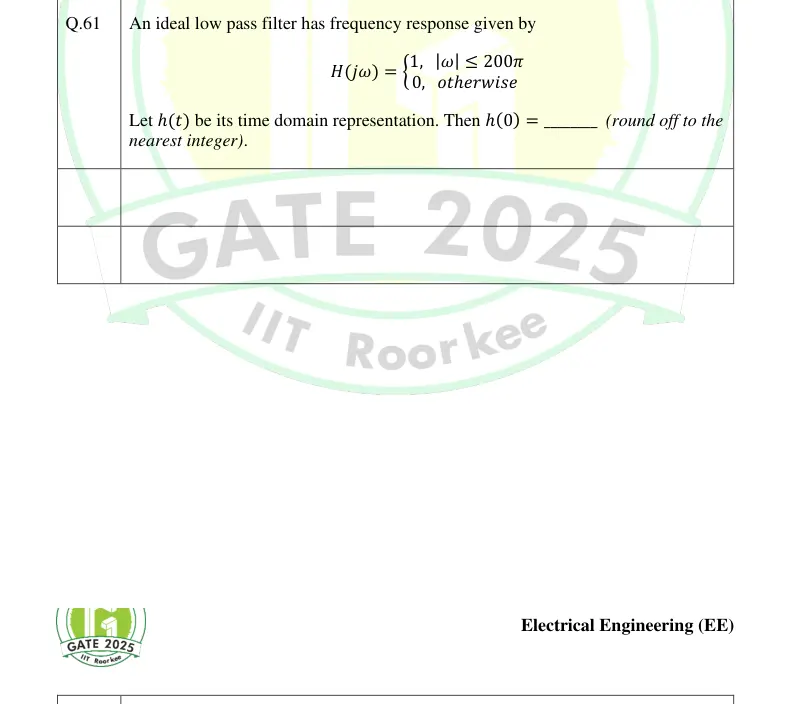 Q.61 An ideal low pass filter has frequency response given by
H(jω) = {1, |ω| ≤ 200π
0, otherwise
Let h(t) be its time domain representation. Then h(0) = _______ (round off to the
nearest integer).
GATE 2025
IIT Roorkee
GATE 2025
IIT Roorkee
Electrical Engineering (EE)